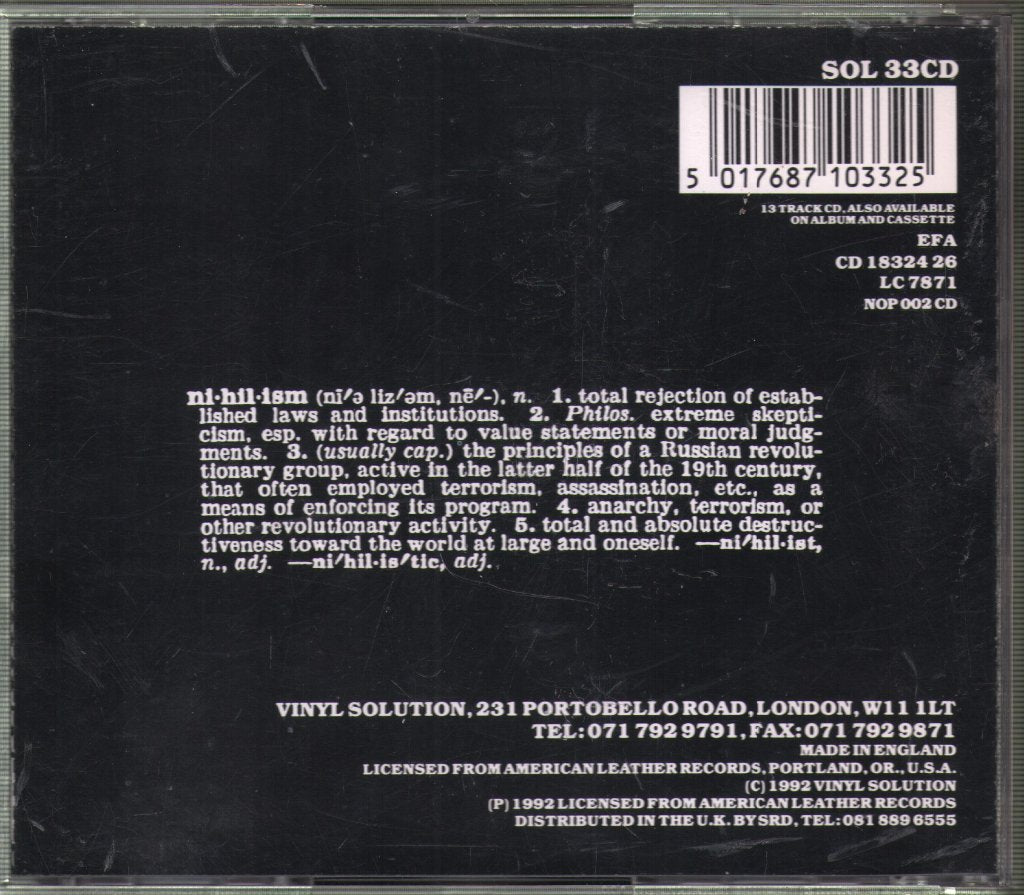 SOL 33CD
5 017687 103325
13 TRACK CD, ALSO AVAILABLE
ON ALBUM AND CASSETTE
EFA
CD 18324 26
LC 7871
NOP 002 CD
ni·hil·ism (nī′ə liz′əm, nē′-), n. 1. total rejection of estab-
lished laws and institutions. 2. Philos. extreme skepti-
cism, esp. with regard to value statements or moral judg-
ments. 3. (usually cap.) the principles of a Russian revolu-
tionary group, active in the latter half of the 19th century,
that often employed terrorism, assassination, etc., as a
means of enforcing its program. 4. anarchy, terrorism, or
other revolutionary activity. 5. total and absolute destruc-
tiveness toward the world at large and oneself. —ni′hil·ist,
n., adj. —ni′hil·is′tic, adj.
VINYL SOLUTION, 231 PORTOBELLO ROAD, LONDON, W11 1LT
TEL: 071 792 9791, FAX: 071 792 9871
MADE IN ENGLAND
LICENSED FROM AMERICAN LEATHER RECORDS, PORTLAND, OR., U.S.A.
(C) 1992 VINYL SOLUTION
(P) 1992 LICENSED FROM AMERICAN LEATHER RECORDS
DISTRIBUTED IN THE U.K. BY SRD, TEL: 081 889 6555